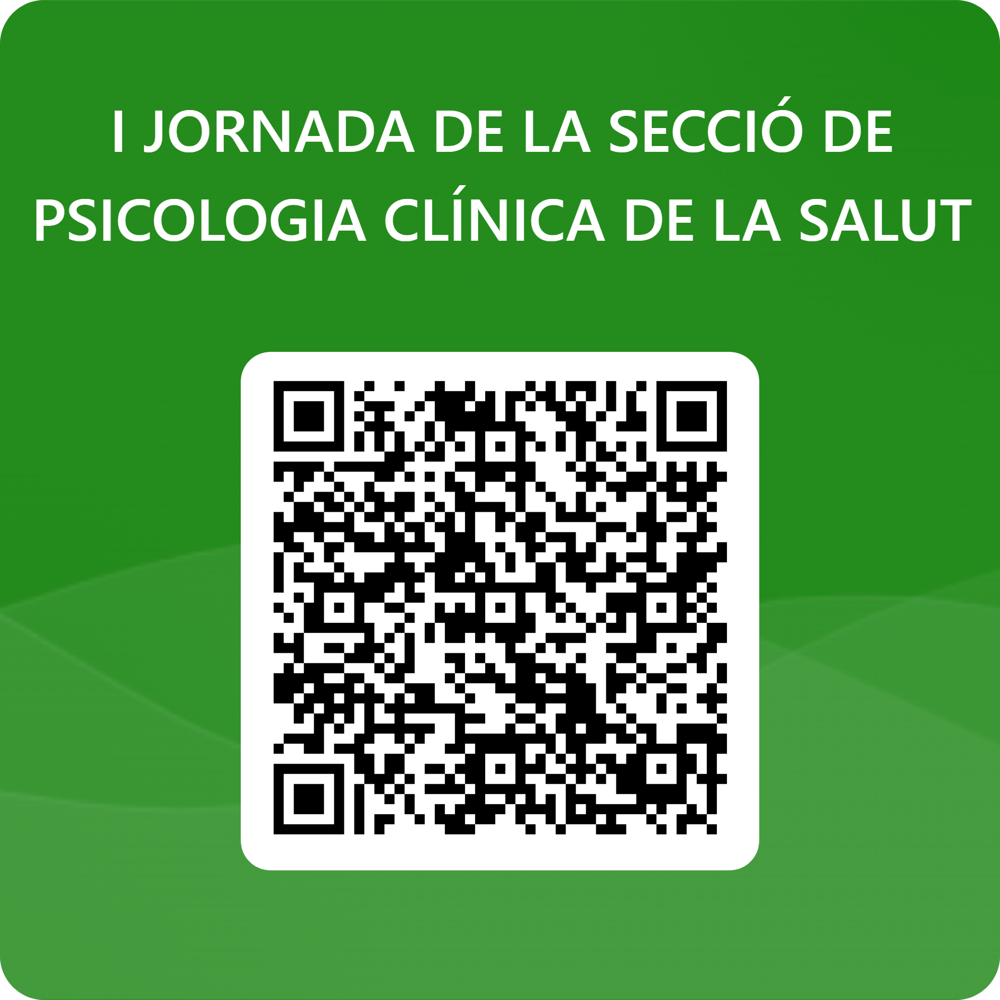 I JORNADA DE LA SECCIÓ DE
PSICOLOGIA CLÍNICA DE LA SALUT